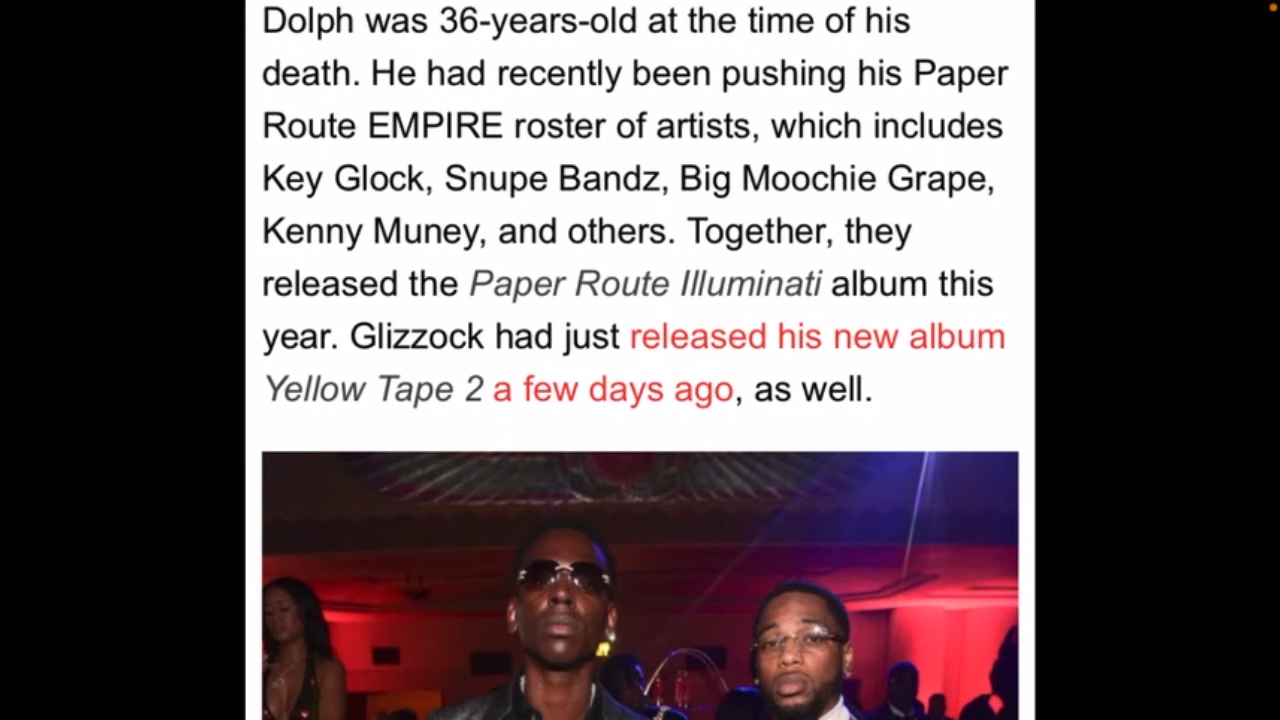 Dolph was 36-years-old at the time of his
death. He had recently been pushing his Paper
Route EMPIRE roster of artists, which includes
Key Glock, Snupe Bandz, Big Moochie Grape,
Kenny Muney, and others. Together, they
released the Paper Route Illuminati album this
year. Glizzock had just released his new album
Yellow Tape 2 a few days ago, as well.